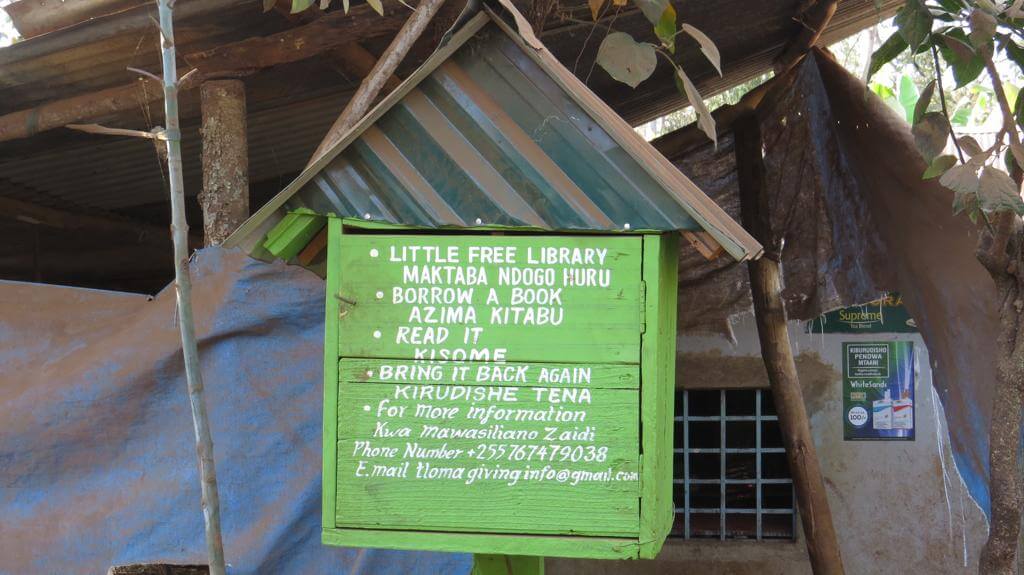 • LITTLE FREE LIBRARY
MAKTABA NDOGO HURU
• BORROW A BOOK
AZIMA KITABU
• READ IT
KISOME
• BRING IT BACK AGAIN
KIRUDISHE TENA
• For more information
Kwa mawasiliano Zaidi
Phone Number +255767479038
E.mail tloma giving info@gmail.com
Supreme
KIBURUDISHO
PENDWA
MTAANI
WhiteSands
100/-